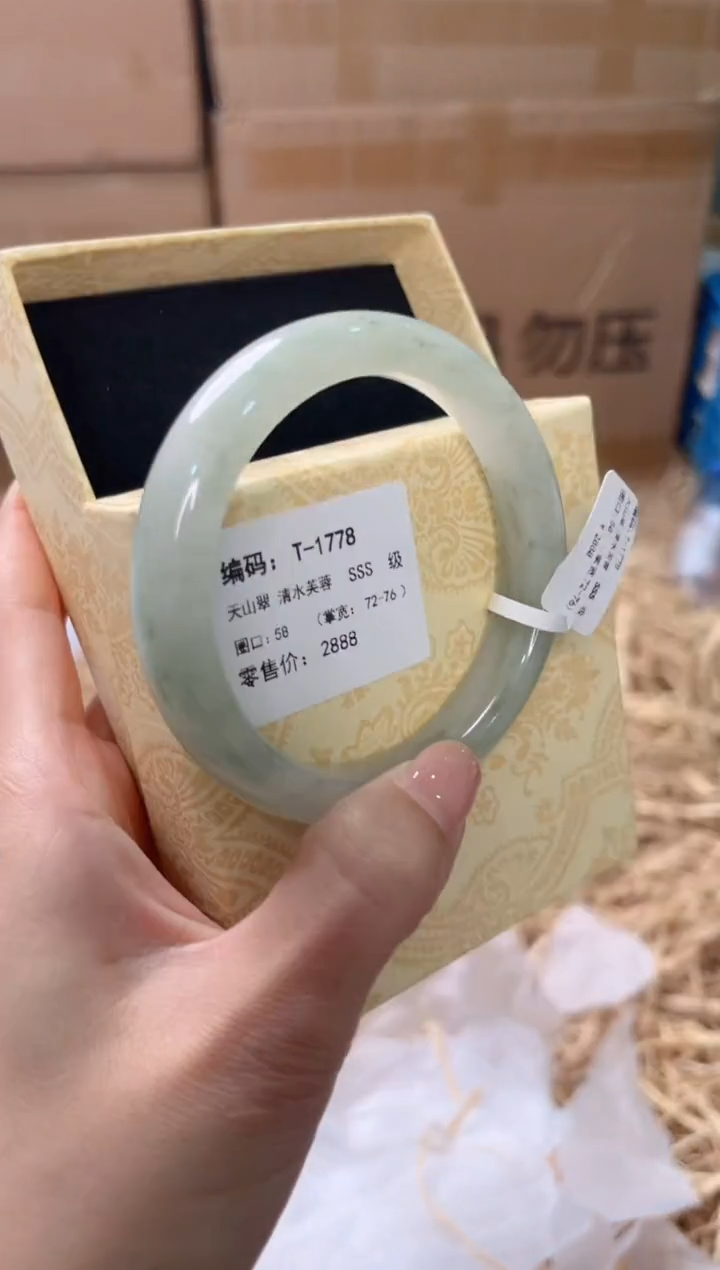 勿压
编码：T-1778
天山翠 清水芙蓉 SSS 级
圈口：58 （掌宽：72-76）
零售价：2888